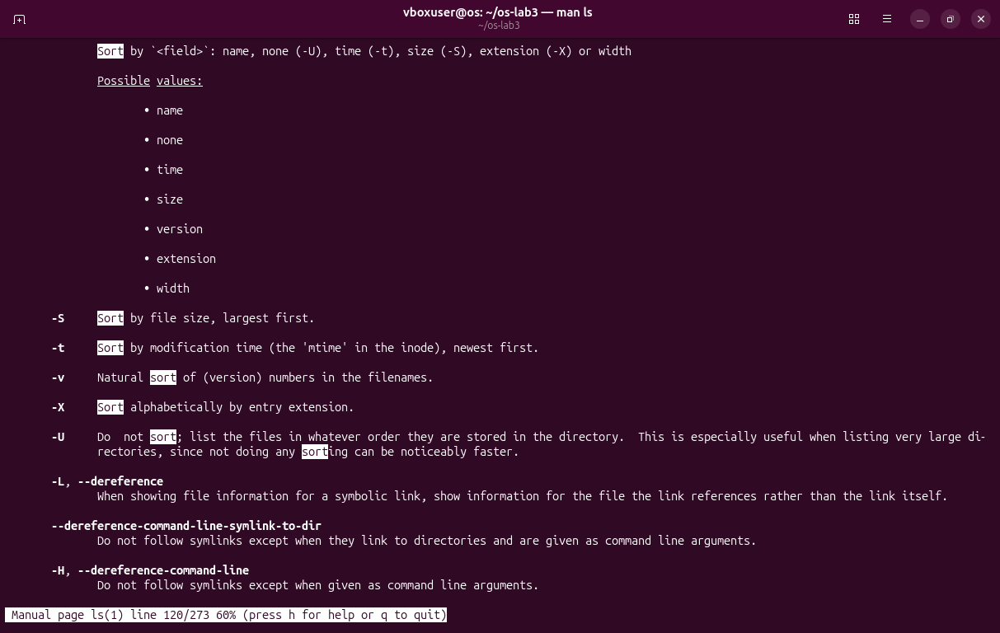 vboxuser@os: ~/os-lab3 — man ls
~/os-lab3
Sort by `<field>`: name, none (-U), time (-t), size (-S), extension (-X) or width
Possible values:
• name
• none
• time
• size
• version
• extension
• width
-S Sort by file size, largest first.
-t Sort by modification time (the 'mtime' in the inode), newest first.
-v Natural sort of (version) numbers in the filenames.
-X Sort alphabetically by entry extension.
-U Do  not sort; list the files in whatever order they are stored in the directory.  This is especially useful when listing very large di-
rectories, since not doing any sorting can be noticeably faster.
-L, --dereference
When showing file information for a symbolic link, show information for the file the link references rather than the link itself.
--dereference-command-line-symlink-to-dir
Do not follow symlinks except when they link to directories and are given as command line arguments.
-H, --dereference-command-line
Do not follow symlinks except when given as command line arguments.
Manual page ls(1) line 120/273 60% (press h for help or q to quit)